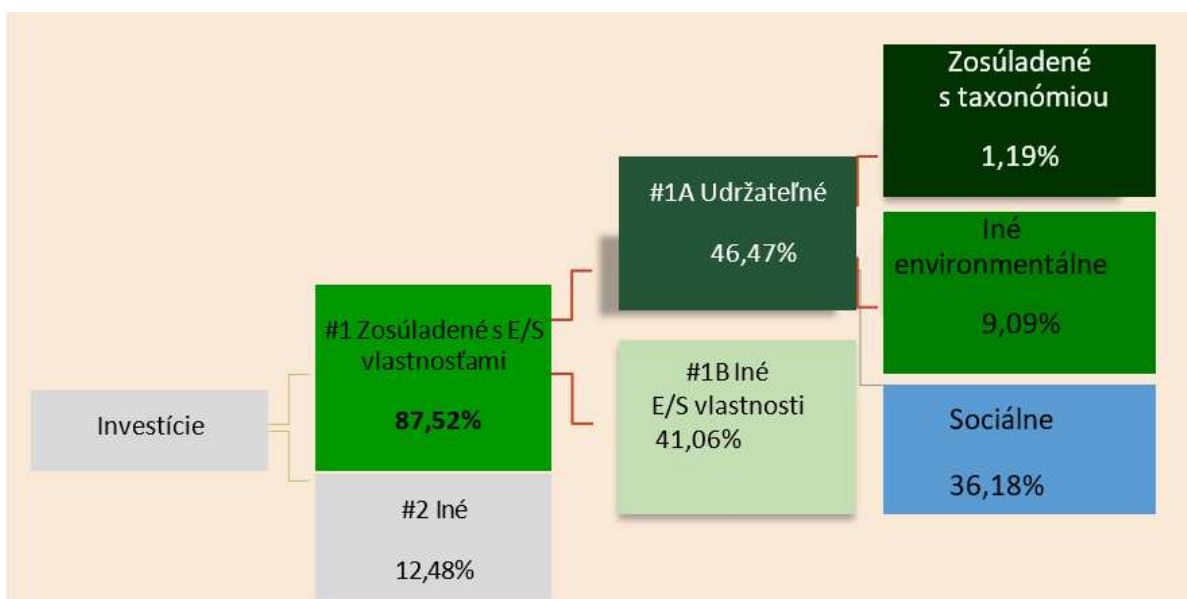 Investície
#1 Zosúladené s E/S
vlastnosťami
87,52%
#2 Iné
12,48%
#1A Udržateľné
46,47%
#1B Iné
E/S vlastnosti
41,06%
Zosúladené
s taxonómiou
1,19%
Iné
environmentálne
9,09%
Sociálne
36,18%